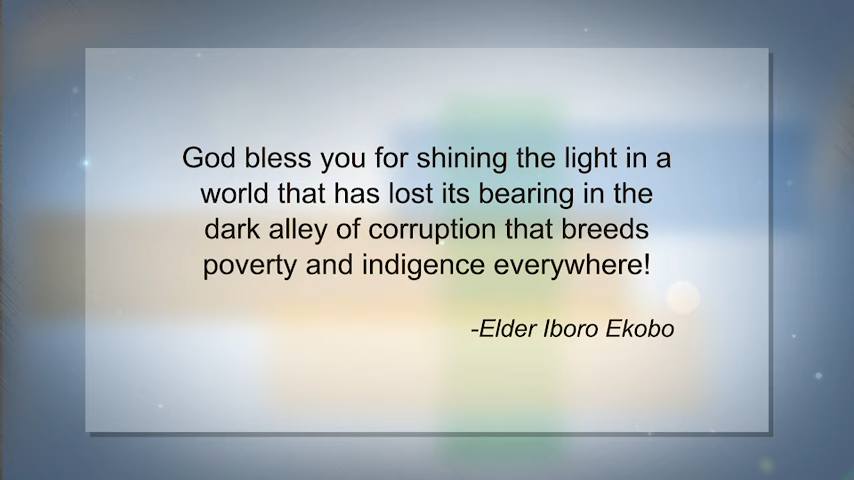 God bless you for shining the light in a
world that has lost its bearing in the
dark alley of corruption that breeds
poverty and indigence everywhere!
-Elder Iboro Ekobo